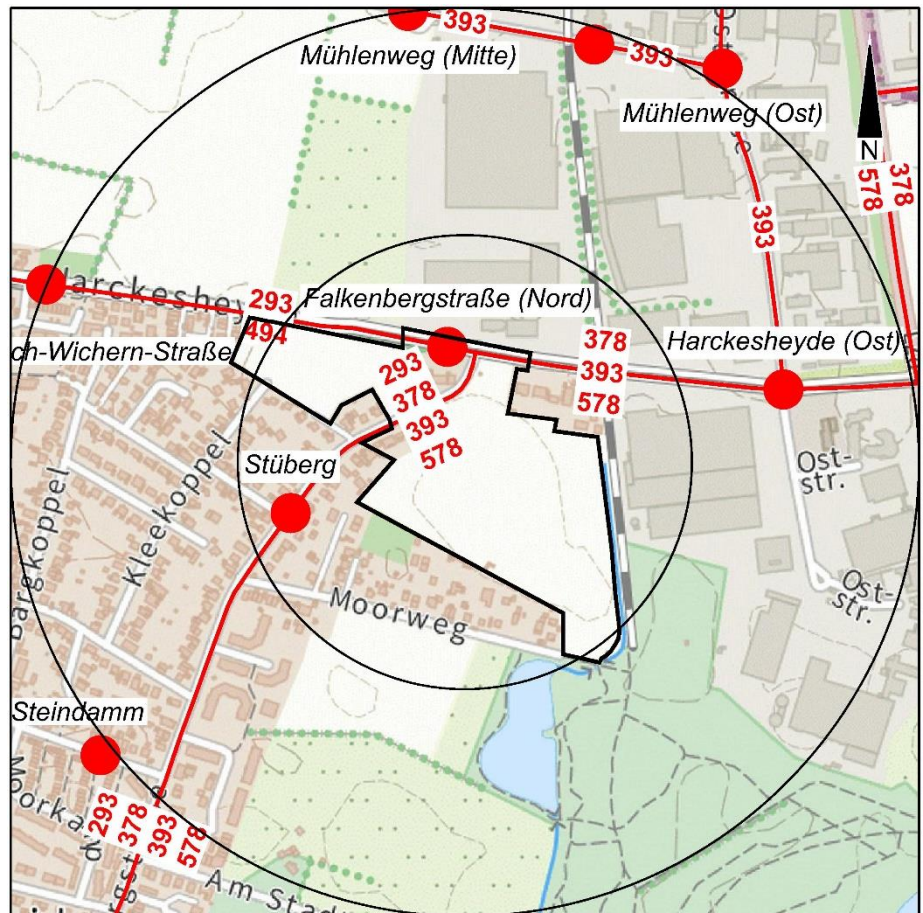 393
393
Mühlenweg (Mitte)
Mühlenweg (Ost)
N
378
578
393
Harckeshey
293
494
Falkenbergstraße (Nord)
ch-Wichern-Straße
293
378
393
578
378
393
578
Harckesheyde (Ost)
Stüberg
Kleekoppel
Bargkoppel
Moorweg
Ost-
str.
Ost-
str.
Steindamm
293
378
393
578
Am Stad